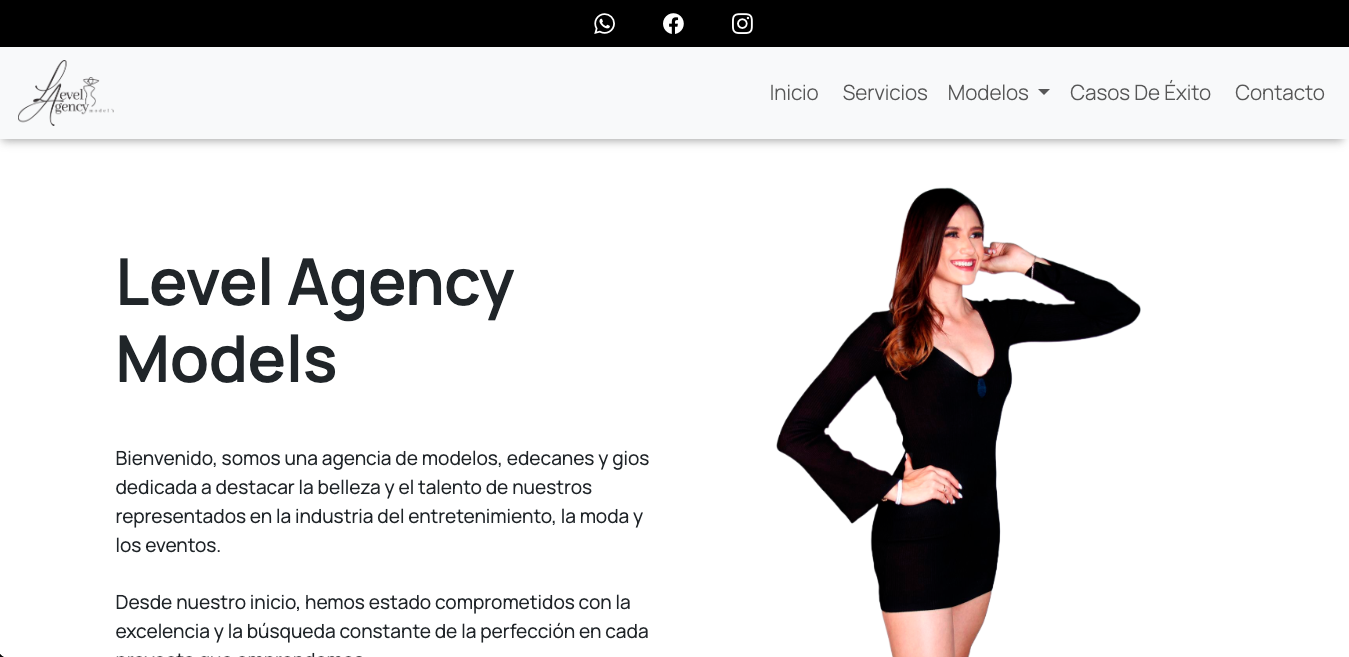 Level
Agency
model's
Inicio Servicios Modelos Casos De Éxito Contacto
Level Agency
Models
Bienvenido, somos una agencia de modelos, edecanes y gios
dedicada a destacar la belleza y el talento de nuestros
representados en la industria del entretenimiento, la moda y
los eventos.
Desde nuestro inicio, hemos estado comprometidos con la
excelencia y la búsqueda constante de la perfección en cada